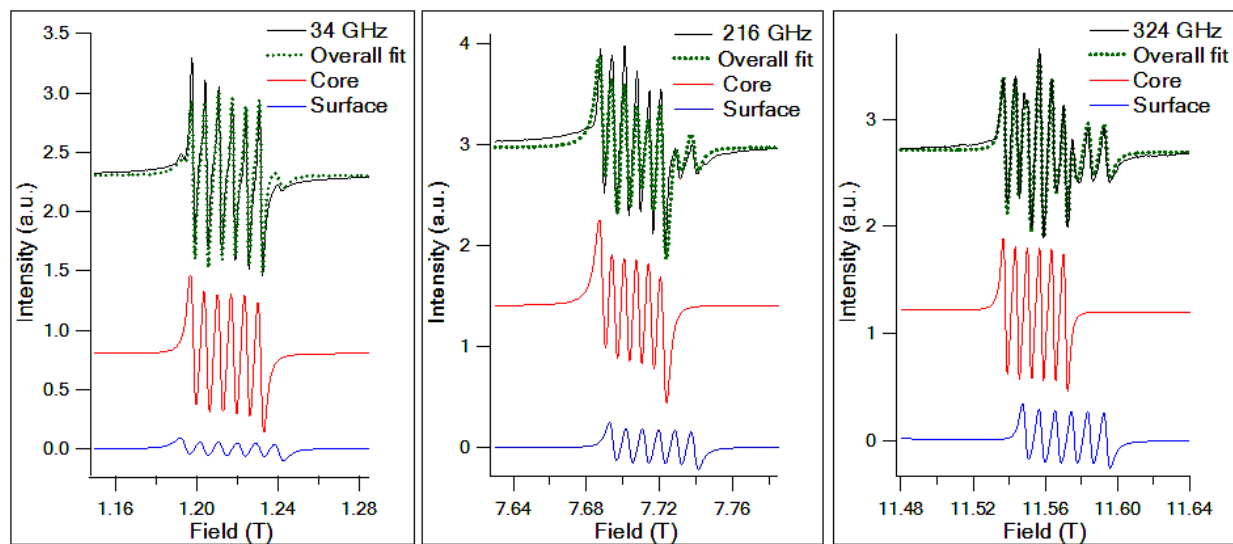 34 GHz
Overall fit
Core
Surface
3.5
3.0
2.5
2.0
1.5
1.0
0.5
0.0
Intensity (a.u.)
1.16
1.20
1.24
1.28
Field (T)
216 GHz
Overall fit
Core
Surface
4
3
2
1
0
Intensity (a.u.)
7.64
7.68
7.72
7.76
Field (T)
324 GHz
Overall fit
Core
Surface
3
2
1
0
Intensity (a.u.)
11.48
11.52
11.56
11.60
11.64
Field (T)